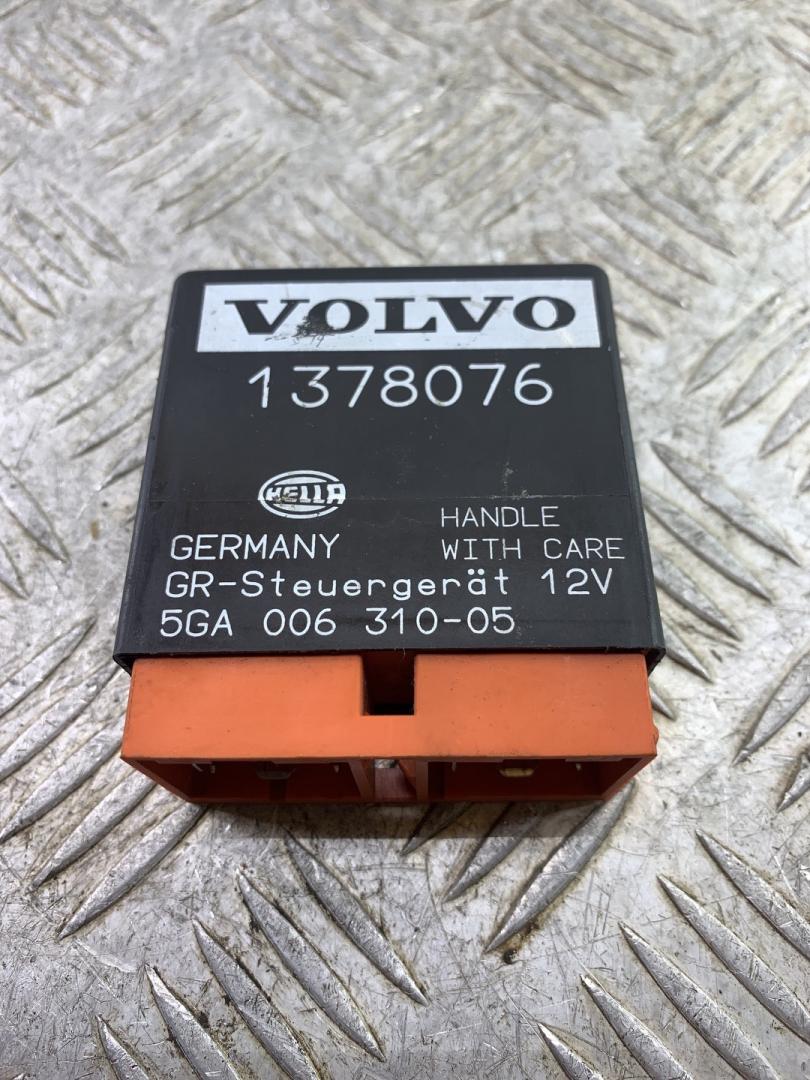 VOLVO
1378076
HELLA
HANDLE
GERMANY WITH CARE
GR-Steuergerät 12V
5GA 006 310-05